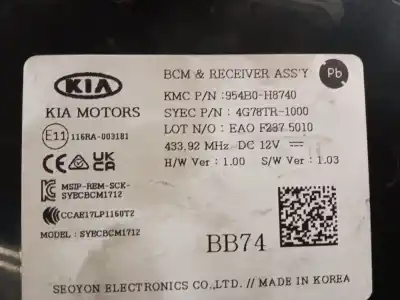 BCM & RECEIVER ASS'Y
Pb
KIA
KMC P/N : 954B0-H8740
KIA MOTORS
SYEC P/N : 4G78TR-1000
LOT N/O : EAO F237 5010
E11 116RA-003181
433,92 MHz DC 12V
H/W Ver : 1.00 S/W Ver : 1.03
CE UK CA
MSIP-REM-SCK-
SYECBCM1712
CCAE17LP1160T2
MODEL : SYECBCM1712
BB74
SEOYON ELECTRONICS CO.,LTD. // MADE IN KOREA